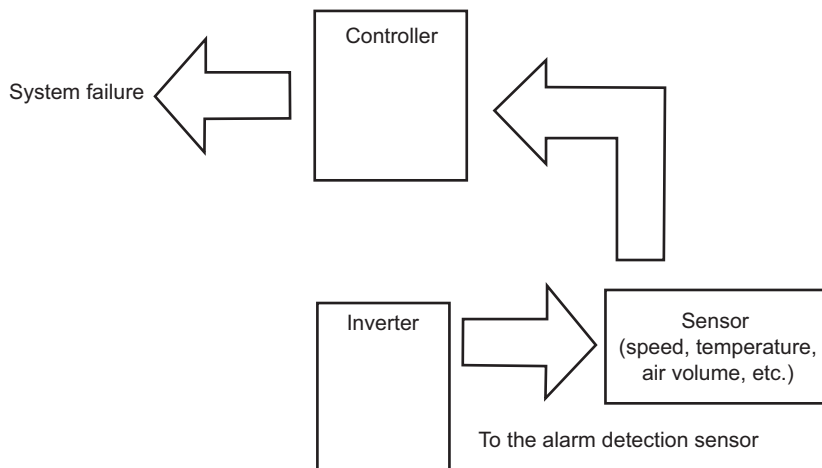 Controller
System failure
Inverter
Sensor
(speed, temperature,
air volume, etc.)
To the alarm detection sensor